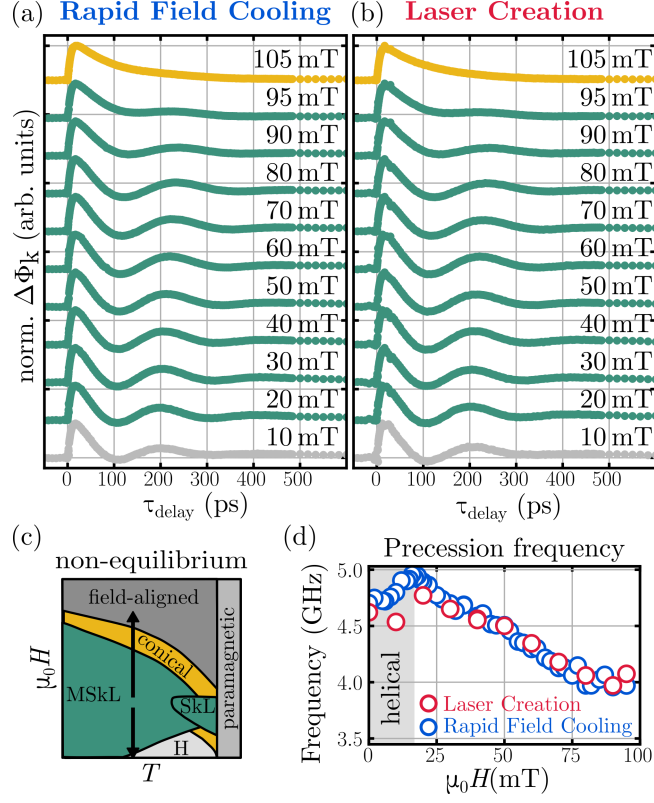 (a) Rapid Field Cooling
(b) Laser Creation
norm. ΔΦk (arb. units)
105 mT
95 mT
90 mT
80 mT
70 mT
60 mT
50 mT
40 mT
30 mT
20 mT
10 mT
0 100 200 300 400 500
τdelay (ps)
105 mT
95 mT
90 mT
80 mT
70 mT
60 mT
50 mT
40 mT
30 mT
20 mT
10 mT
0 100 200 300 400 500
τdelay (ps)
(c)
non-equilibrium
μ0H
field-aligned
conical
MSkL
SkL
H
paramagnetic
T
(d)
Precession frequency
Frequency (GHz)
5.0
4.5
4.0
3.5
helical
Laser Creation
Rapid Field Cooling
0 25 50 75 100
μ0H(mT)